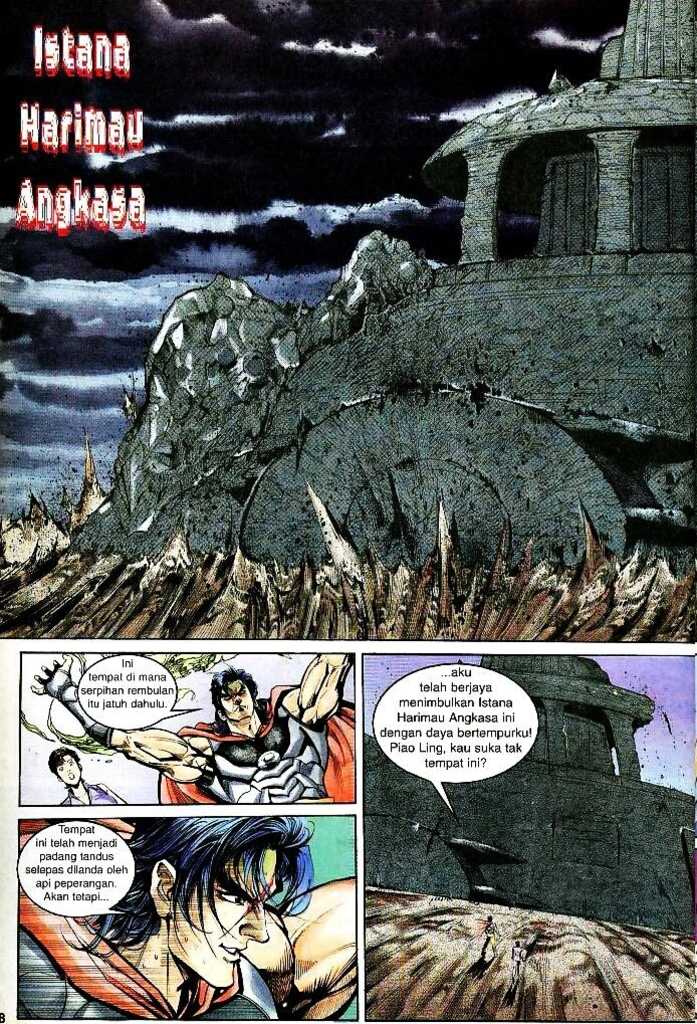 Istana
Harimau
Angkasa
Ini
tempat di mana
serpihan rembulan
itu jatuh dahulu.
Tempat
ini telah menjadi
padang tandus
selepas dilanda oleh
api peperangan.
Akan tetapi...
...aku
telah berjaya
menimbulkan Istana
Harimau Angkasa ini
dengan daya bertempurku!
Piao Ling, kau suka tak
tempat ini?
8